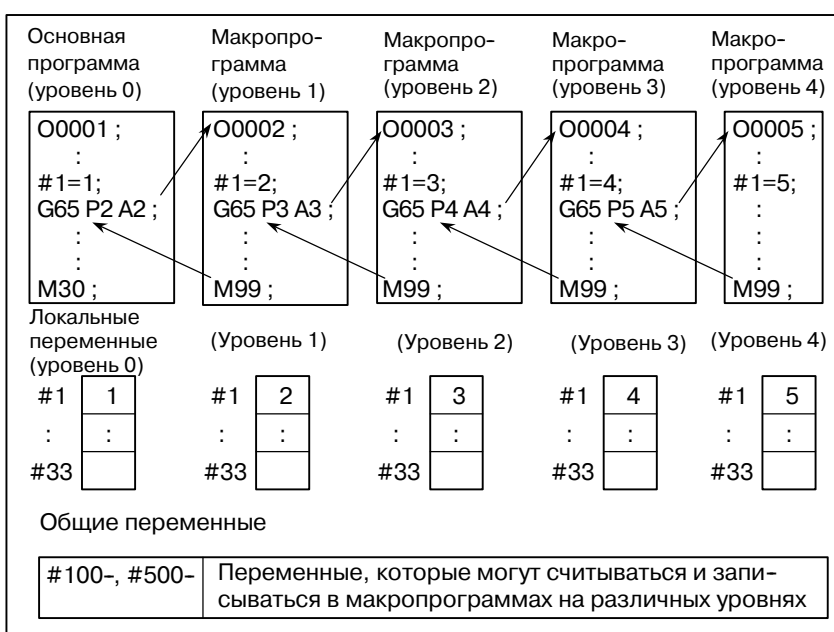 Основная
программа
(уровень 0)
Макропро-
грамма
(уровень 1)
Макропро-
грамма
(уровень 2)
Макро-
программа
(уровень 3)
Макро-
программа
(уровень 4)
O0001 ;
:
#1=1;
G65 P2 A2 ;
:
:
M30 ;
O0002 ;
:
#1=2;
G65 P3 A3 ;
:
:
M99 ;
O0003 ;
:
#1=3;
G65 P4 A4 ;
:
:
M99 ;
O0004 ;
:
#1=4;
G65 P5 A5 ;
:
:
M99 ;
O0005 ;
:
#1=5;
:
:
:
M99 ;
Локальные
переменные
(уровень 0)
(Уровень 1)
(Уровень 2)
(Уровень 3)
(Уровень 4)
#1 1 #1 2 #1 3 #1 4 #1 5
: : : : : : : : : :
#33 #33 #33 #33 #33
Общие переменные
#100-, #500- Переменные, которые могут считываться и запи-
сываться в макропрограммах на различных уровнях